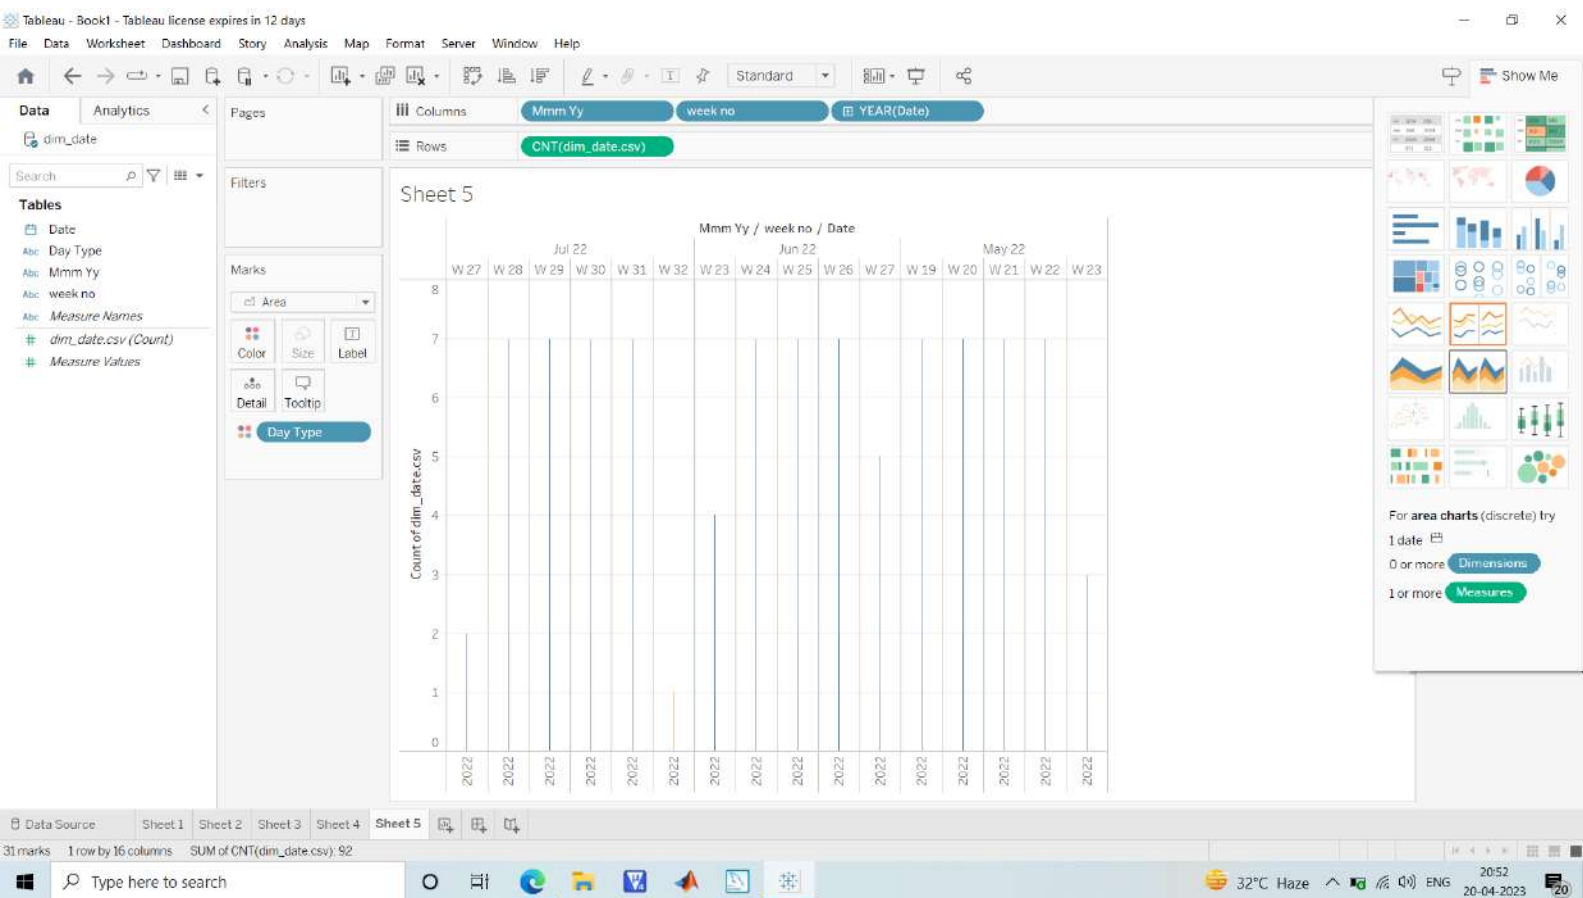 Tableau - Book1 - Tableau license expires in 12 days
File Data Worksheet Dashboard Story Analysis Map Format Server Window Help
Standard
Show Me
Data Analytics
dim_date
Search
Tables
Date
Abc Day Type
Abc Mmm Yy
Abc week no
Abc Measure Names
# dim_date.csv (Count)
# Measure Values
Pages
Filters
Marks
Area
Color Size Label
Detail Tooltip
Day Type
Columns Mmm Yy week no YEAR(Date)
Rows CNT(dim_date.csv)
Sheet 5
Mmm Yy / week no / Date
Jul 22 Jun 22 May 22
W 27 W 28 W 29 W 30 W 31 W 32 W 23 W 24 W 25 W 26 W 27 W 19 W 20 W 21 W 22 W 23
8
7
6
5
4
3
2
1
0
Count of dim_date.csv
2022 2022 2022 2022 2022 2022 2022 2022 2022 2022 2022 2022 2022 2022 2022 2022
For area charts (discrete) try
1 date
0 or more Dimensions
1 or more Measures
Data Source Sheet 1 Sheet 2 Sheet 3 Sheet 4 Sheet 5
31 marks 1 row by 16 columns SUM of CNT(dim_date.csv): 92
Type here to search
32°C Haze ENG
20:52
20-04-2023
20